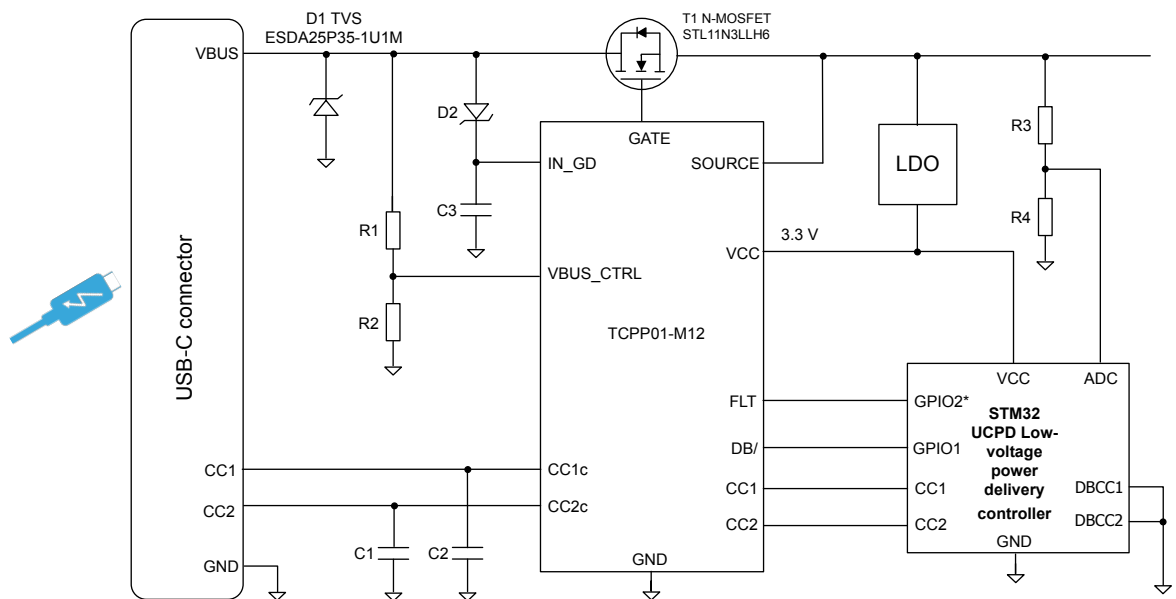 D1 TVS
ESDA25P35-1U1M
T1 N-MOSFET
STL11N3LLH6
VBUS
D2
GATE
IN_GD
SOURCE
LDO
R3
C3
R4
R1
3.3 V
VCC
VBUS_CTRL
R2
TCPP01-M12
USB-C connector
VCC
ADC
FLT
GPIO2*
STM32
UCPD Low-
voltage
power
delivery
controller
DB/
GPIO1
CC1
CC1c
CC1
CC1
DBCC1
CC2
CC2c
CC2
CC2
DBCC2
C1
C2
GND
GND
GND